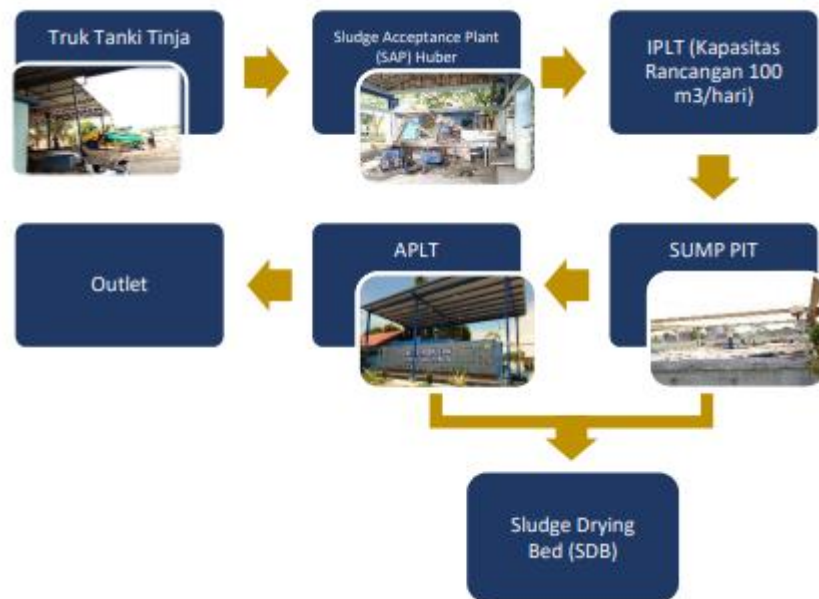 Truk Tanki Tinja
Sludge Acceptance Plant
(SAP) Huber
IPLT (Kapasitas
Rancangan 100
m3/hari)
SUMP PIT
APLT
Outlet
Sludge Drying
Bed (SDB)